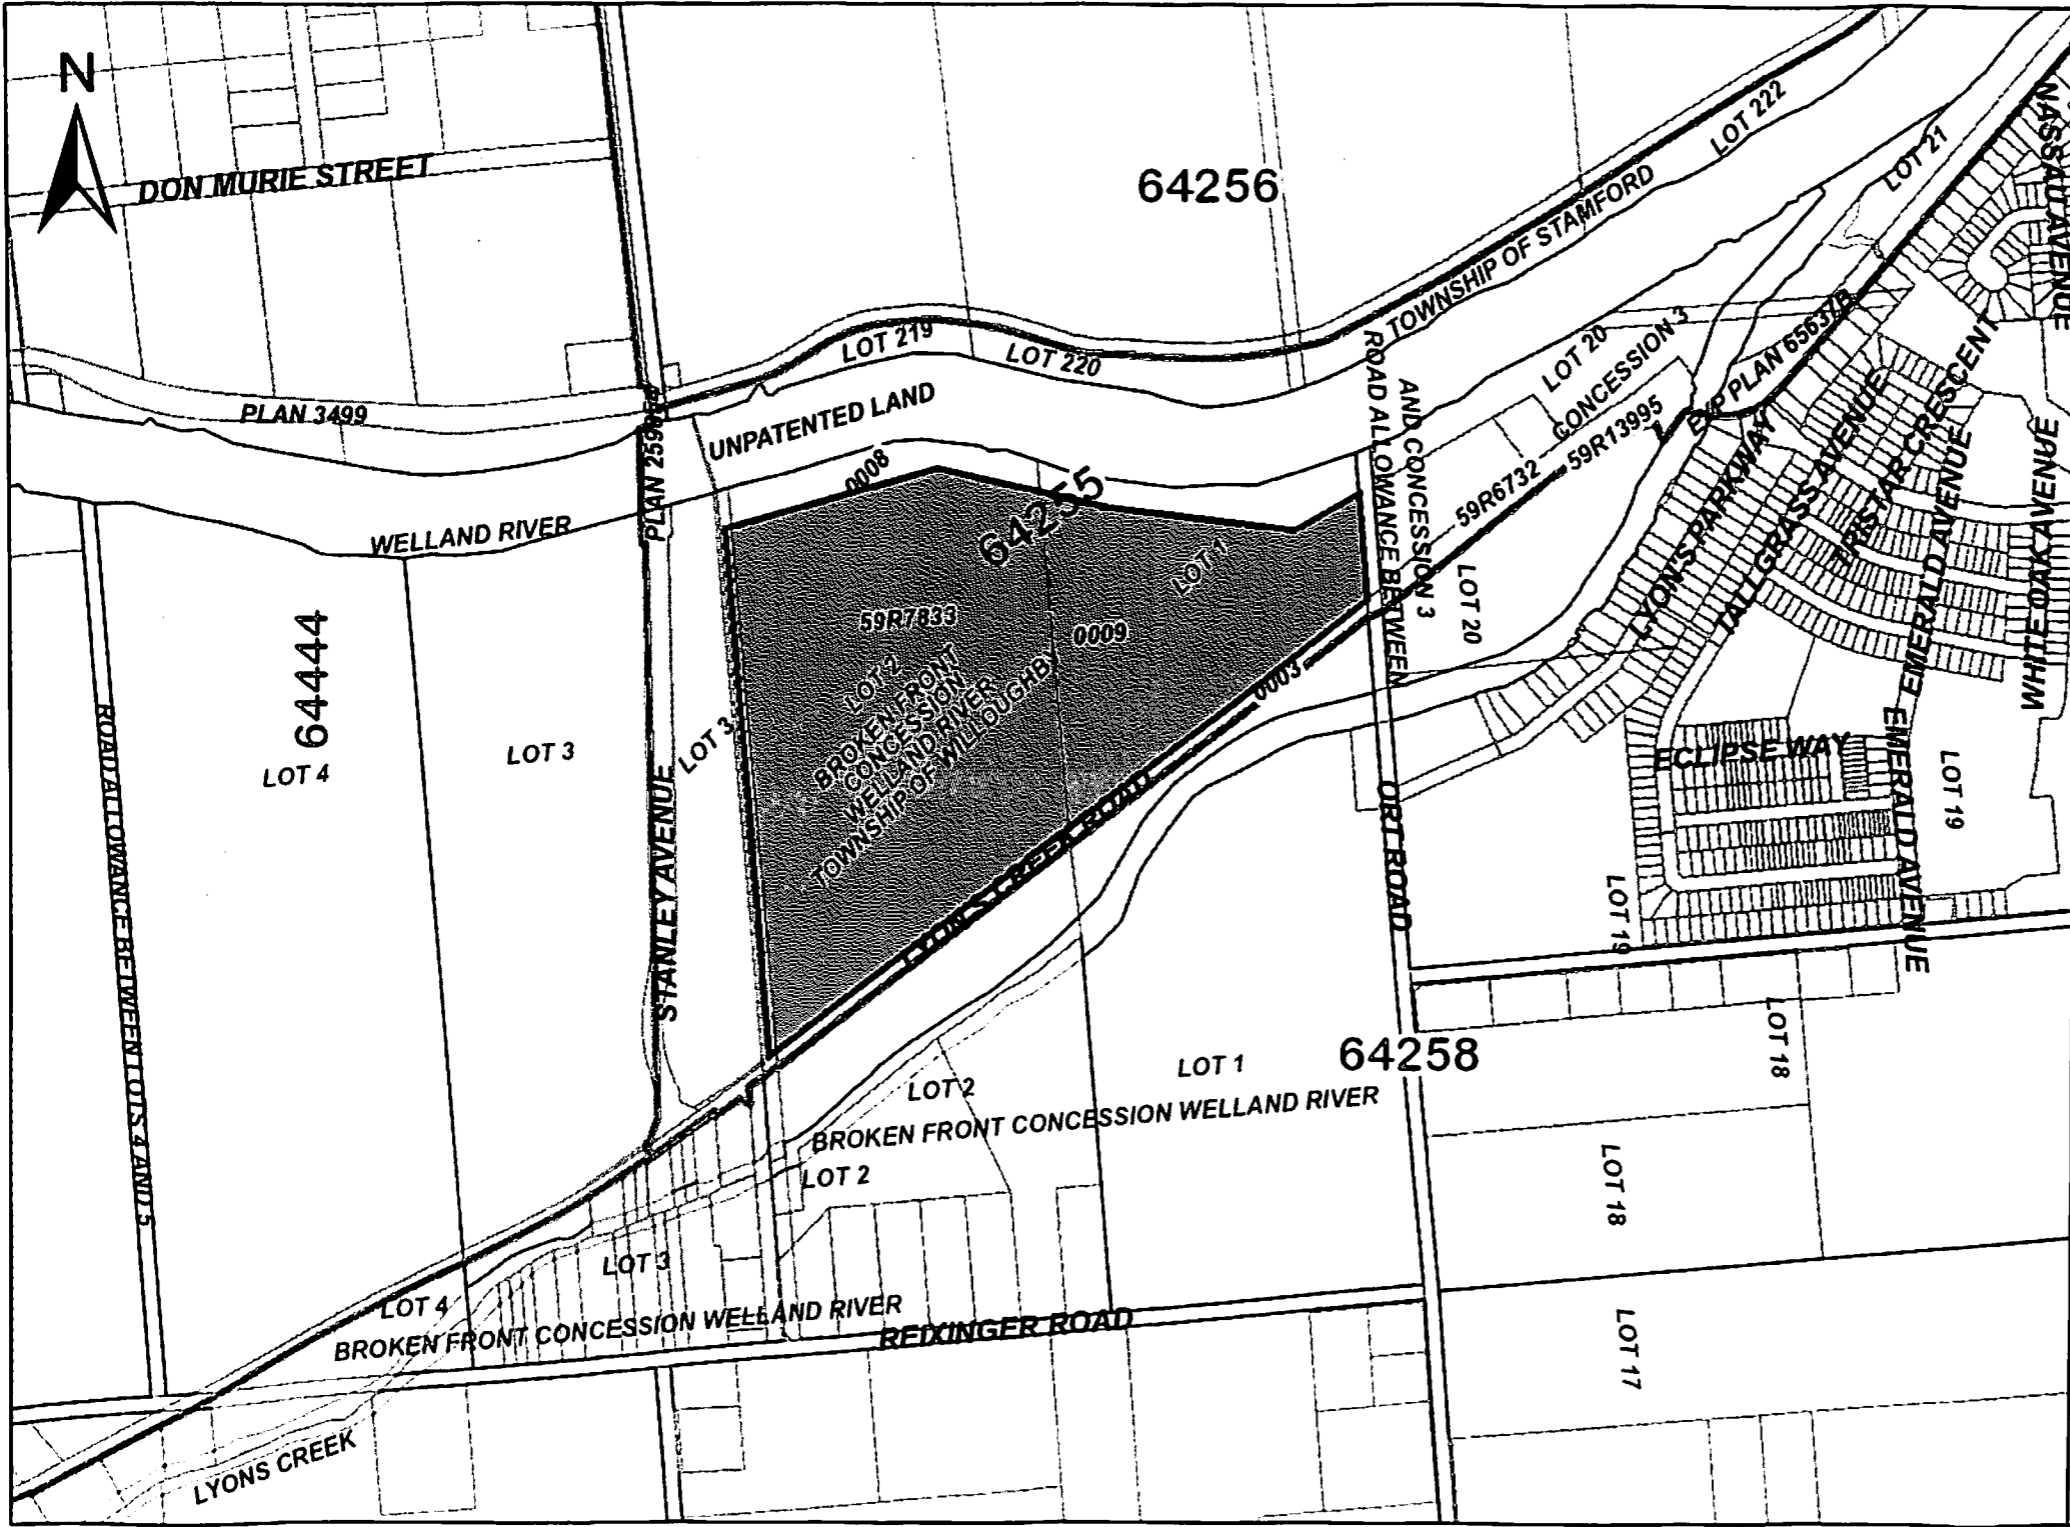 N
DON MURIE STREET
64256
LOT 222
LOT 21
NASSAU AVENUE
TOWNSHIP OF STAMFORD
LOT 219
LOT 220
PLAN 3499
UNPATENTED LAND
0008
WELLAND RIVER
ROAD ALLOWANCE BETWEEN
AND CONCESSION 3
LOT 20
CONCESSION 3
59R6732
59R13995
EXP PLAN 65637B
64255
LOT 1
59R7833
0009
LOT 2
BROKEN FRONT
CONCESSION
WELLAND RIVER
TOWNSHIP OF WILLOUGHBY
0003
LYON'S CREEK ROAD
LOT 20
LYON'S PARKWAY
TALLGRASS AVENUE
TRISTAR CRESCENT
EMERALD AVENUE
EMERALD AVENUE
WHITE OAK AVENUE
ECLIPSE WAY
64444
LOT 4
LOT 3
LOT 3
STANLEY AVENUE
ROAD ALLOWANCE BETWEEN LOTS 4 AND 5
ORT ROAD
LOT 19
LOT 19
64258
LOT 1
LOT 2
BROKEN FRONT CONCESSION WELLAND RIVER
LOT 2
LOT 18
LOT 18
LOT 17
LOT 3
LOT 4
BROKEN FRONT CONCESSION WELLAND RIVER
REIXINGER ROAD
LYONS CREEK